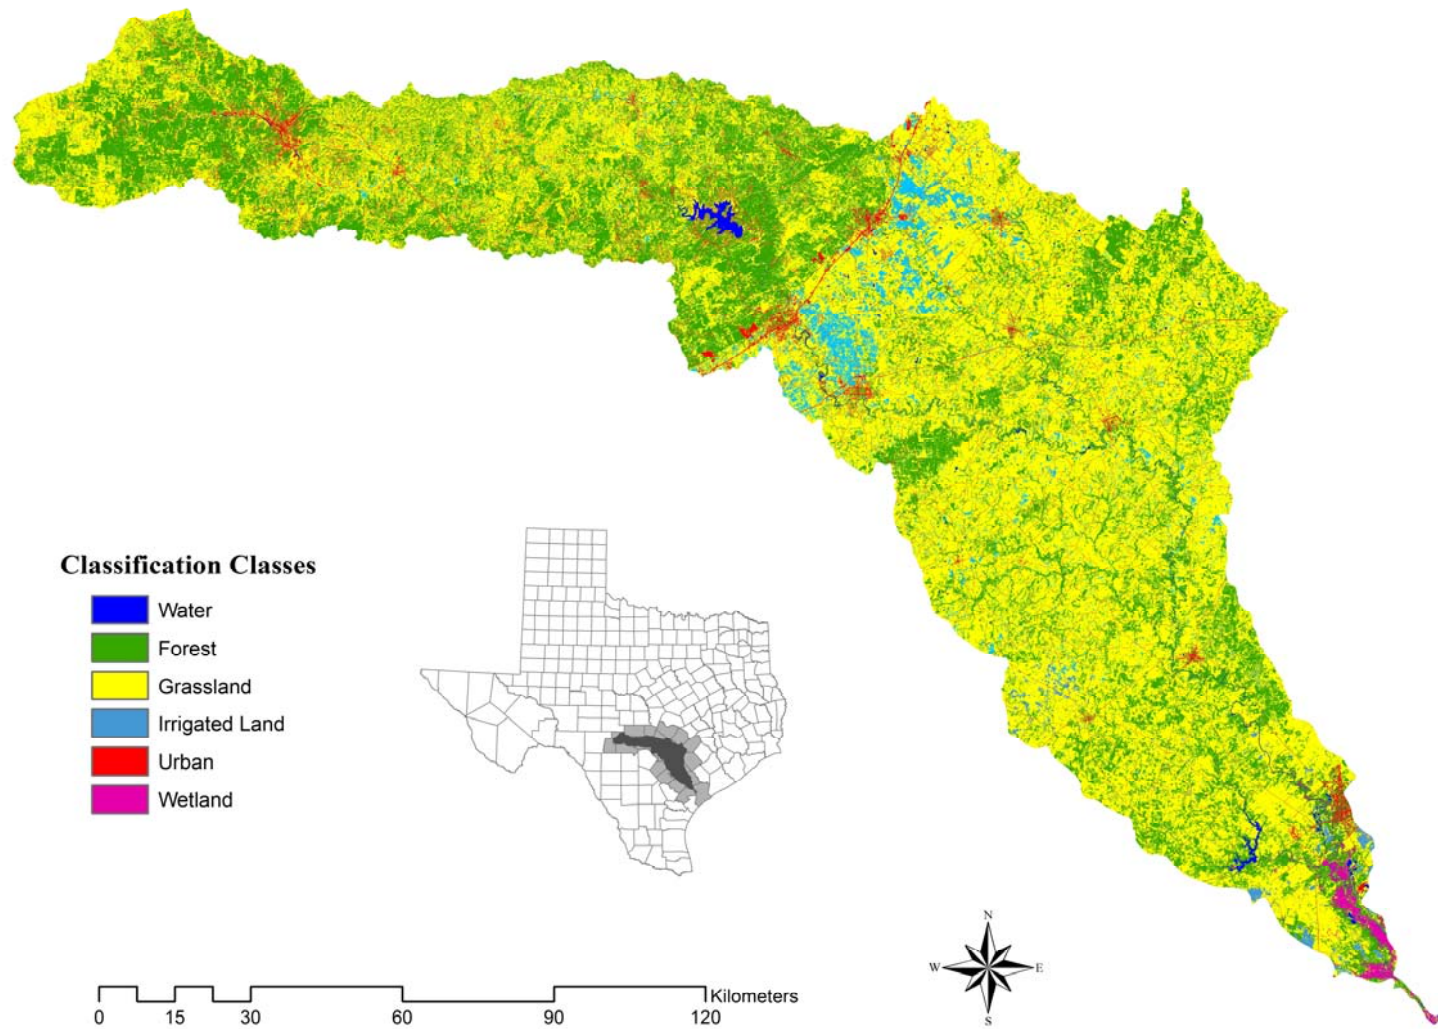 Classification Classes
Water
Forest
Grassland
Irrigated Land
Urban
Wetland
N
W E
S
Kilometers
0 15 30 60 90 120